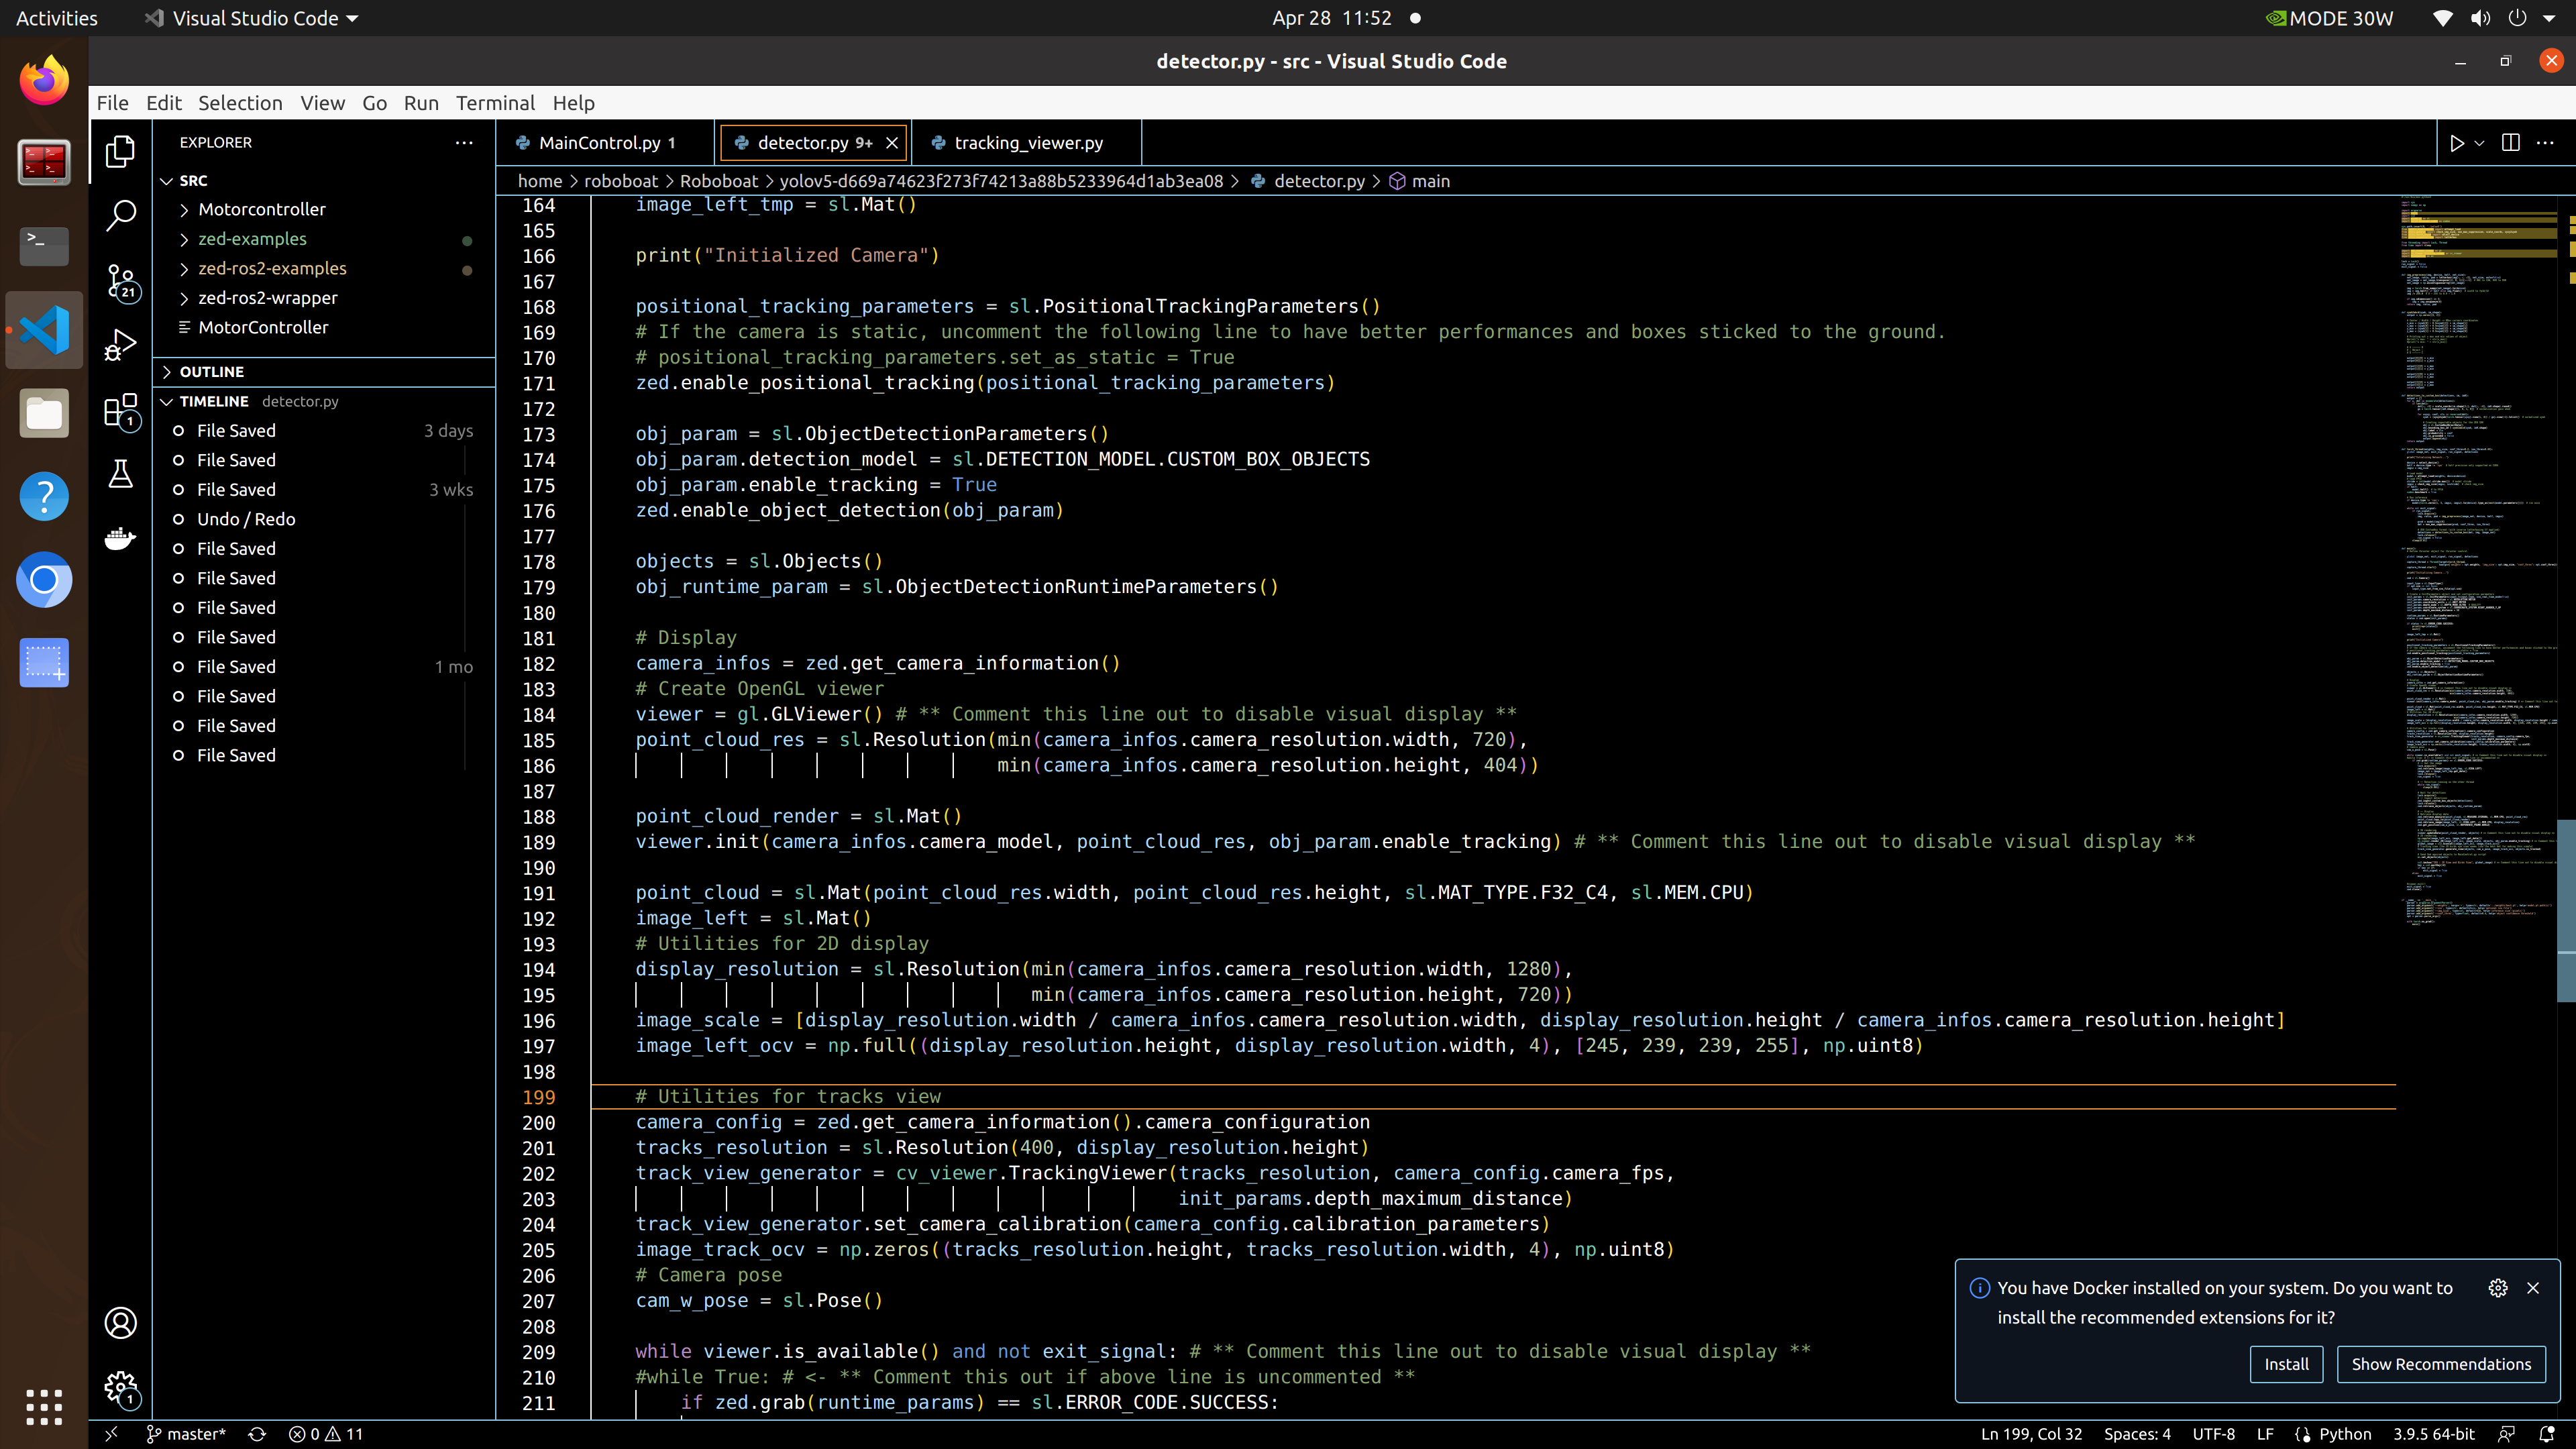 Activities
Visual Studio Code
Apr 28 11:52
MODE 30W
detector.py - src - Visual Studio Code
File Edit Selection View Go Run Terminal Help
EXPLORER
SRC
Motorcontroller
zed-examples
zed-ros2-examples
zed-ros2-wrapper
MotorController
OUTLINE
TIMELINE detector.py
File Saved 3 days
File Saved
File Saved 3 wks
Undo / Redo
File Saved
File Saved
File Saved
File Saved
File Saved 1 mo
File Saved
File Saved
File Saved
21
1
1
MainControl.py 1
detector.py 9+
tracking_viewer.py
home > roboboat > Roboboat > yolov5-d669a74623f273f74213a88b5233964d1ab3ea08 > detector.py > main
164 image_left_tmp = sl.Mat()
165
166 print("Initialized Camera")
167
168 positional_tracking_parameters = sl.PositionalTrackingParameters()
169 # If the camera is static, uncomment the following line to have better performances and boxes sticked to the ground.
170 # positional_tracking_parameters.set_as_static = True
171 zed.enable_positional_tracking(positional_tracking_parameters)
172
173 obj_param = sl.ObjectDetectionParameters()
174 obj_param.detection_model = sl.DETECTION_MODEL.CUSTOM_BOX_OBJECTS
175 obj_param.enable_tracking = True
176 zed.enable_object_detection(obj_param)
177
178 objects = sl.Objects()
179 obj_runtime_param = sl.ObjectDetectionRuntimeParameters()
180
181 # Display
182 camera_infos = zed.get_camera_information()
183 # Create OpenGL viewer
184 viewer = gl.GLViewer() # ** Comment this line out to disable visual display **
185 point_cloud_res = sl.Resolution(min(camera_infos.camera_resolution.width, 720),
186 min(camera_infos.camera_resolution.height, 404))
187
188 point_cloud_render = sl.Mat()
189 viewer.init(camera_infos.camera_model, point_cloud_res, obj_param.enable_tracking) # ** Comment this line out to disable visual display **
190
191 point_cloud = sl.Mat(point_cloud_res.width, point_cloud_res.height, sl.MAT_TYPE.F32_C4, sl.MEM.CPU)
192 image_left = sl.Mat()
193 # Utilities for 2D display
194 display_resolution = sl.Resolution(min(camera_infos.camera_resolution.width, 1280),
195 min(camera_infos.camera_resolution.height, 720))
196 image_scale = [display_resolution.width / camera_infos.camera_resolution.width, display_resolution.height / camera_infos.camera_resolution.height]
197 image_left_ocv = np.full((display_resolution.height, display_resolution.width, 4), [245, 239, 239, 255], np.uint8)
198
199 # Utilities for tracks view
200 camera_config = zed.get_camera_information().camera_configuration
201 tracks_resolution = sl.Resolution(400, display_resolution.height)
202 track_view_generator = cv_viewer.TrackingViewer(tracks_resolution, camera_config.camera_fps,
203 init_params.depth_maximum_distance)
204 track_view_generator.set_camera_calibration(camera_config.calibration_parameters)
205 image_track_ocv = np.zeros((tracks_resolution.height, tracks_resolution.width, 4), np.uint8)
206 # Camera pose
207 cam_w_pose = sl.Pose()
208
209 while viewer.is_available() and not exit_signal: # ** Comment this line out to disable visual display **
210 #while True: # <- ** Comment this out if above line is uncommented **
211 if zed.grab(runtime_params) == sl.ERROR_CODE.SUCCESS:
You have Docker installed on your system. Do you want to
install the recommended extensions for it?
Install
Show Recommendations
master* 0 11
Ln 199, Col 32 Spaces: 4 UTF-8 LF Python 3.9.5 64-bit